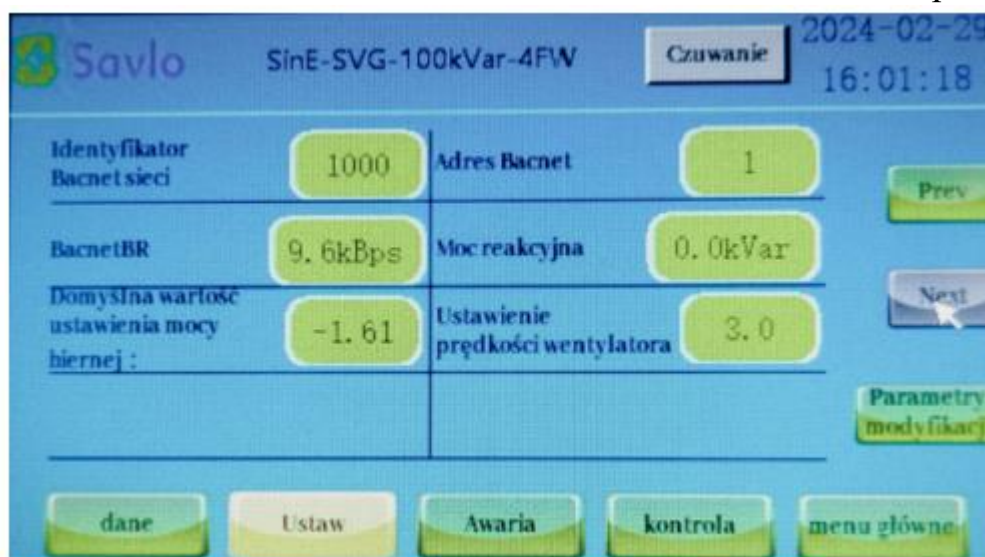 Savlo
SinE-SVG-100kVar-4FW
Czuwanie
2024-02-29
16:01:18
Identyfikator
Bacnet sieci
1000
Adres Bacnet
1
Prev
BacnetBR
9.6kBps
Moc reakcyjna
0.0kVar
Next
Domyślna wartość
ustawienia mocy
biernej :
-1.61
Ustawienie
prędkości wentylatora
3.0
Parametry
modyfikacj
dane
Ustaw
Awaria
kontrola
menu główne